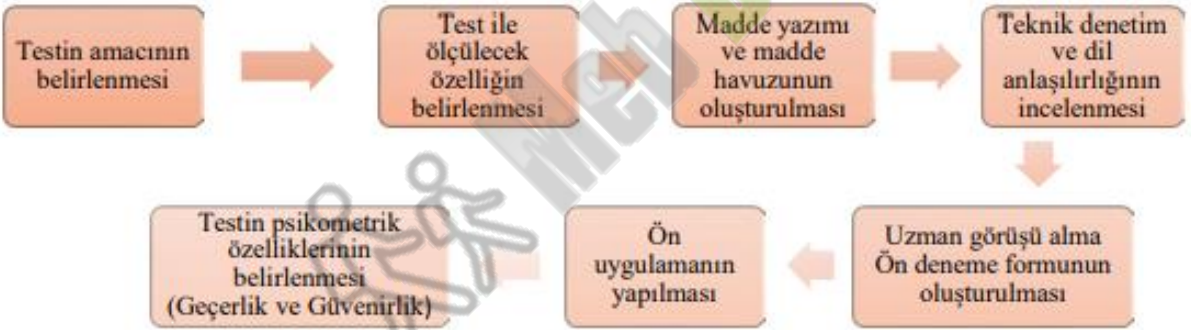 Testin amacının
belirlenmesi
Test ile
ölçülecek
özelliğin
belirlenmesi
Madde yazımı
ve madde
havuzunun
oluşturulması
Teknik denetim
ve dil
anlaşılırlığının
incelenmesi
Uzman görüşü alma
Ön deneme formunun
oluşturulması
Ön
uygulamanın
yapılması
Testin psikometrik
özelliklerinin
belirlenmesi
(Geçerlik ve Güvenirlik)
Meb